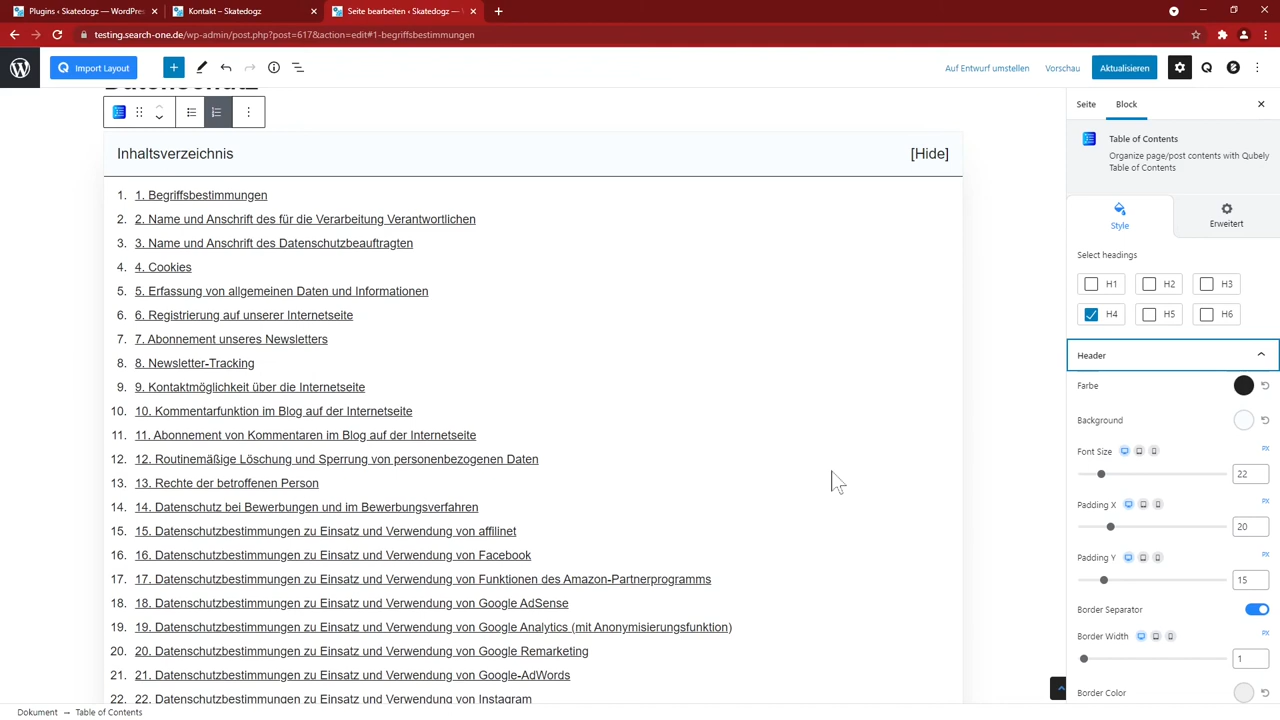 Plugins ‹ Skatedogz — WordPres
Kontakt – Skatedogz
Seite bearbeiten ‹ Skatedogz — W
testing.search-one.de/wp-admin/post.php?post=617&action=edit#1-begriffsbestimmungen
Import Layout
Auf Entwurf umstellen
Vorschau
Aktualisieren
Datenschutz
Seite
Block
Table of Contents
Organize page/post contents with Qubely
Table of Contents
Inhaltsverzeichnis
[Hide]
1. 1. Begriffsbestimmungen
2. 2. Name und Anschrift des für die Verarbeitung Verantwortlichen
3. 3. Name und Anschrift des Datenschutzbeauftragten
4. 4. Cookies
5. 5. Erfassung von allgemeinen Daten und Informationen
6. 6. Registrierung auf unserer Internetseite
7. 7. Abonnement unseres Newsletters
8. 8. Newsletter-Tracking
9. 9. Kontaktmöglichkeit über die Internetseite
10. 10. Kommentarfunktion im Blog auf der Internetseite
11. 11. Abonnement von Kommentaren im Blog auf der Internetseite
12. 12. Routinemäßige Löschung und Sperrung von personenbezogenen Daten
13. 13. Rechte der betroffenen Person
14. 14. Datenschutz bei Bewerbungen und im Bewerbungsverfahren
15. 15. Datenschutzbestimmungen zu Einsatz und Verwendung von affilinet
16. 16. Datenschutzbestimmungen zu Einsatz und Verwendung von Facebook
17. 17. Datenschutzbestimmungen zu Einsatz und Verwendung von Funktionen des Amazon-Partnerprogramms
18. 18. Datenschutzbestimmungen zu Einsatz und Verwendung von Google AdSense
19. 19. Datenschutzbestimmungen zu Einsatz und Verwendung von Google Analytics (mit Anonymisierungsfunktion)
20. 20. Datenschutzbestimmungen zu Einsatz und Verwendung von Google Remarketing
21. 21. Datenschutzbestimmungen zu Einsatz und Verwendung von Google-AdWords
22. 22. Datenschutzbestimmungen zu Einsatz und Verwendung von Instagram
Style
Erweitert
Select headings
H1 H2 H3
H4 H5 H6
Header
Farbe
Background
Font Size PX
22
Padding X PX
20
Padding Y PX
15
Border Separator
Border Width PX
1
Border Color
Dokument → Table of Contents